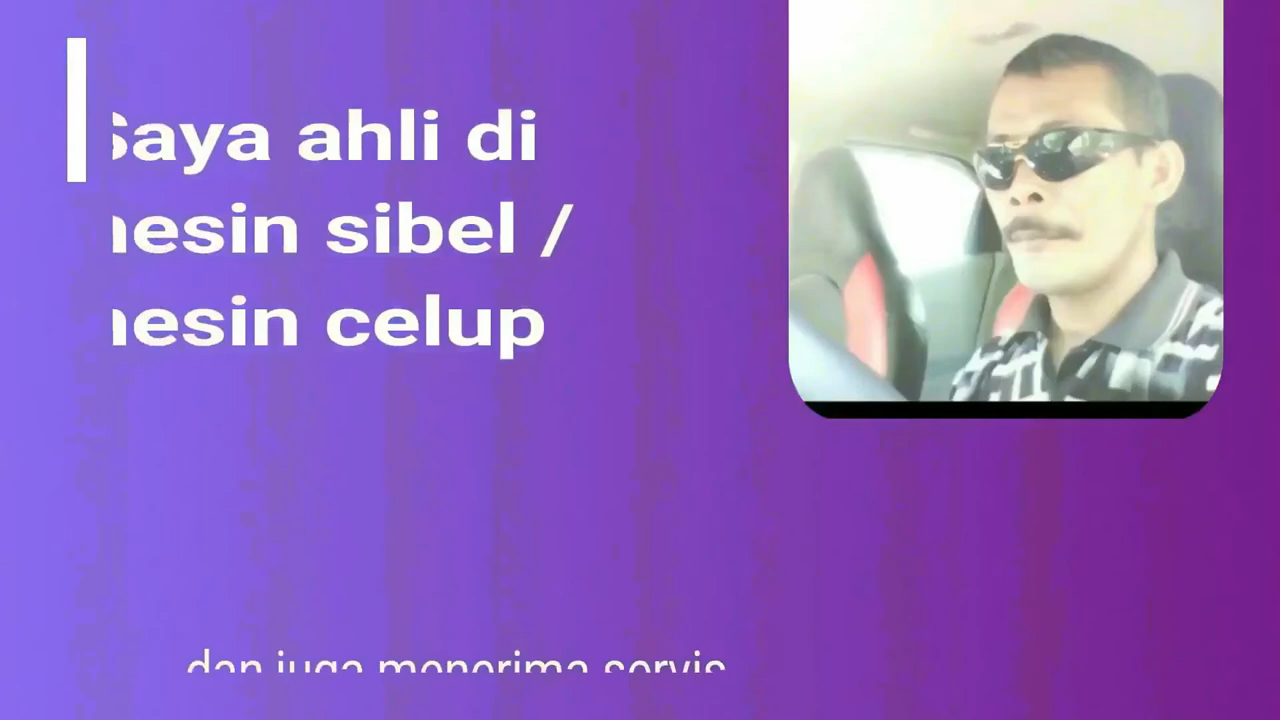 Saya ahli di
mesin sibel /
mesin celup
dan juga menerima servis